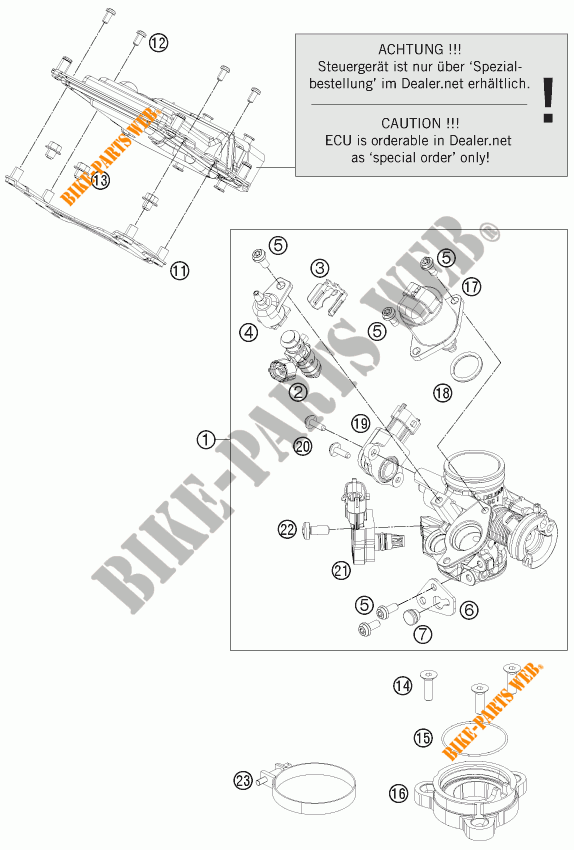 12
ACHTUNG !!!
Steuergerät ist nur über ‘Spezial-
bestellung’ im Dealer.net erhältlich.
!
CAUTION !!!
ECU is orderable in Dealer.net
as ‘special order’ only!
BIKE-PARTS-WEB.
13
11
BIKE-PARTS WEB®
5
3
5
17
4
5
2
18
1
19
20
22
21
5
6
7
14
BIKE-PARTS-WEB®
15
23
16